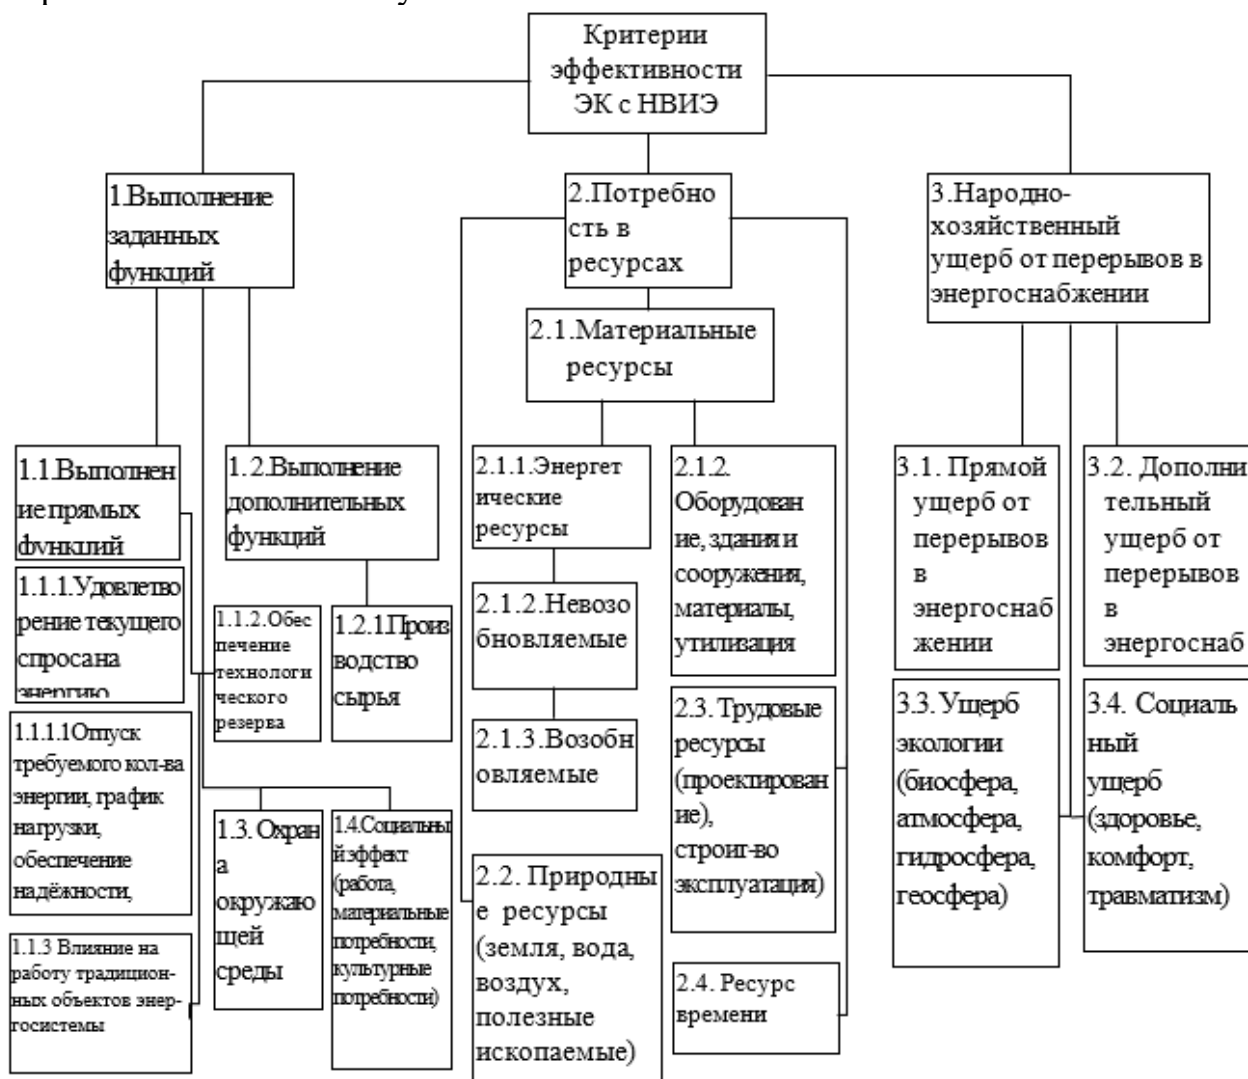 Критерии
эффективности
ЭК с НВИЭ
1.Выполнение
заданных
функций
2.Потребно
сть в
ресурсах
3.Народно-
хозяйственный
ущерб от перерывов в
энергоснабжении
2.1.Материальные
ресурсы
1.1.Выполнен
ие прямых
функций
1.2.Выполнение
дополнительных
функций
2.1.1.Энергет
ические
ресурсы
2.1.2.
Оборудован
ие, здания и
сооружения,
материалы,
утилизация
3.1. Прямой
ущерб от
перерывов
в
энергоснаб
жении
3.2. Дополни
тельный
ущерб от
перерывов
в
энергоснаб
1.1.1.Удовлетво
рение текущего
спроса на
энергию
1.1.2.Обес
печение
технологи
ческого
резерва
1.2.1.Произ
водство
сырья
2.1.2.Невозо
бновляемые
2.1.3.Возобн
овляемые
2.3. Трудовые
ресурсы
(проектирован
ие),
строит-во
эксплуатация)
3.3. Ущерб
экологии
(биосфера,
атмосфера,
гидросфера,
геосфера)
3.4. Социаль
ный
ущерб
(здоровье,
комфорт,
травматизм)
1.1.1.1Отпуск
требуемого кол-ва
энергии, график
нагрузки,
обеспечение
надёжности,
1.3. Охран
а
окружаю
щей
среды
1.4.Социальны
й эффект
(работа,
материальные
потребности,
культурные
потребности)
2.2. Природны
е ресурсы
(земля, вода,
воздух,
полезные
ископаемые)
1.1.3 Влияние на
работу традицион-
ных объектов энер-
госистемы
2.4. Ресурс
времени